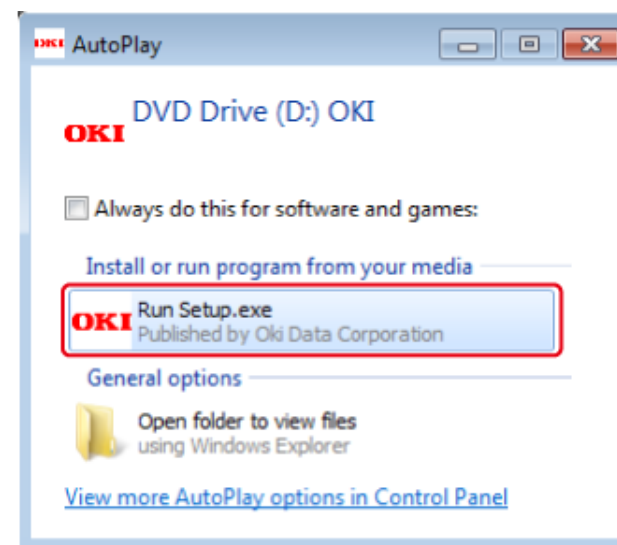 OKI AutoPlay
OKI DVD Drive (D:) OKI
Always do this for software and games:
Install or run program from your media
OKI Run Setup.exe
Published by Oki Data Corporation
General options
Open folder to view files
using Windows Explorer
View more AutoPlay options in Control Panel